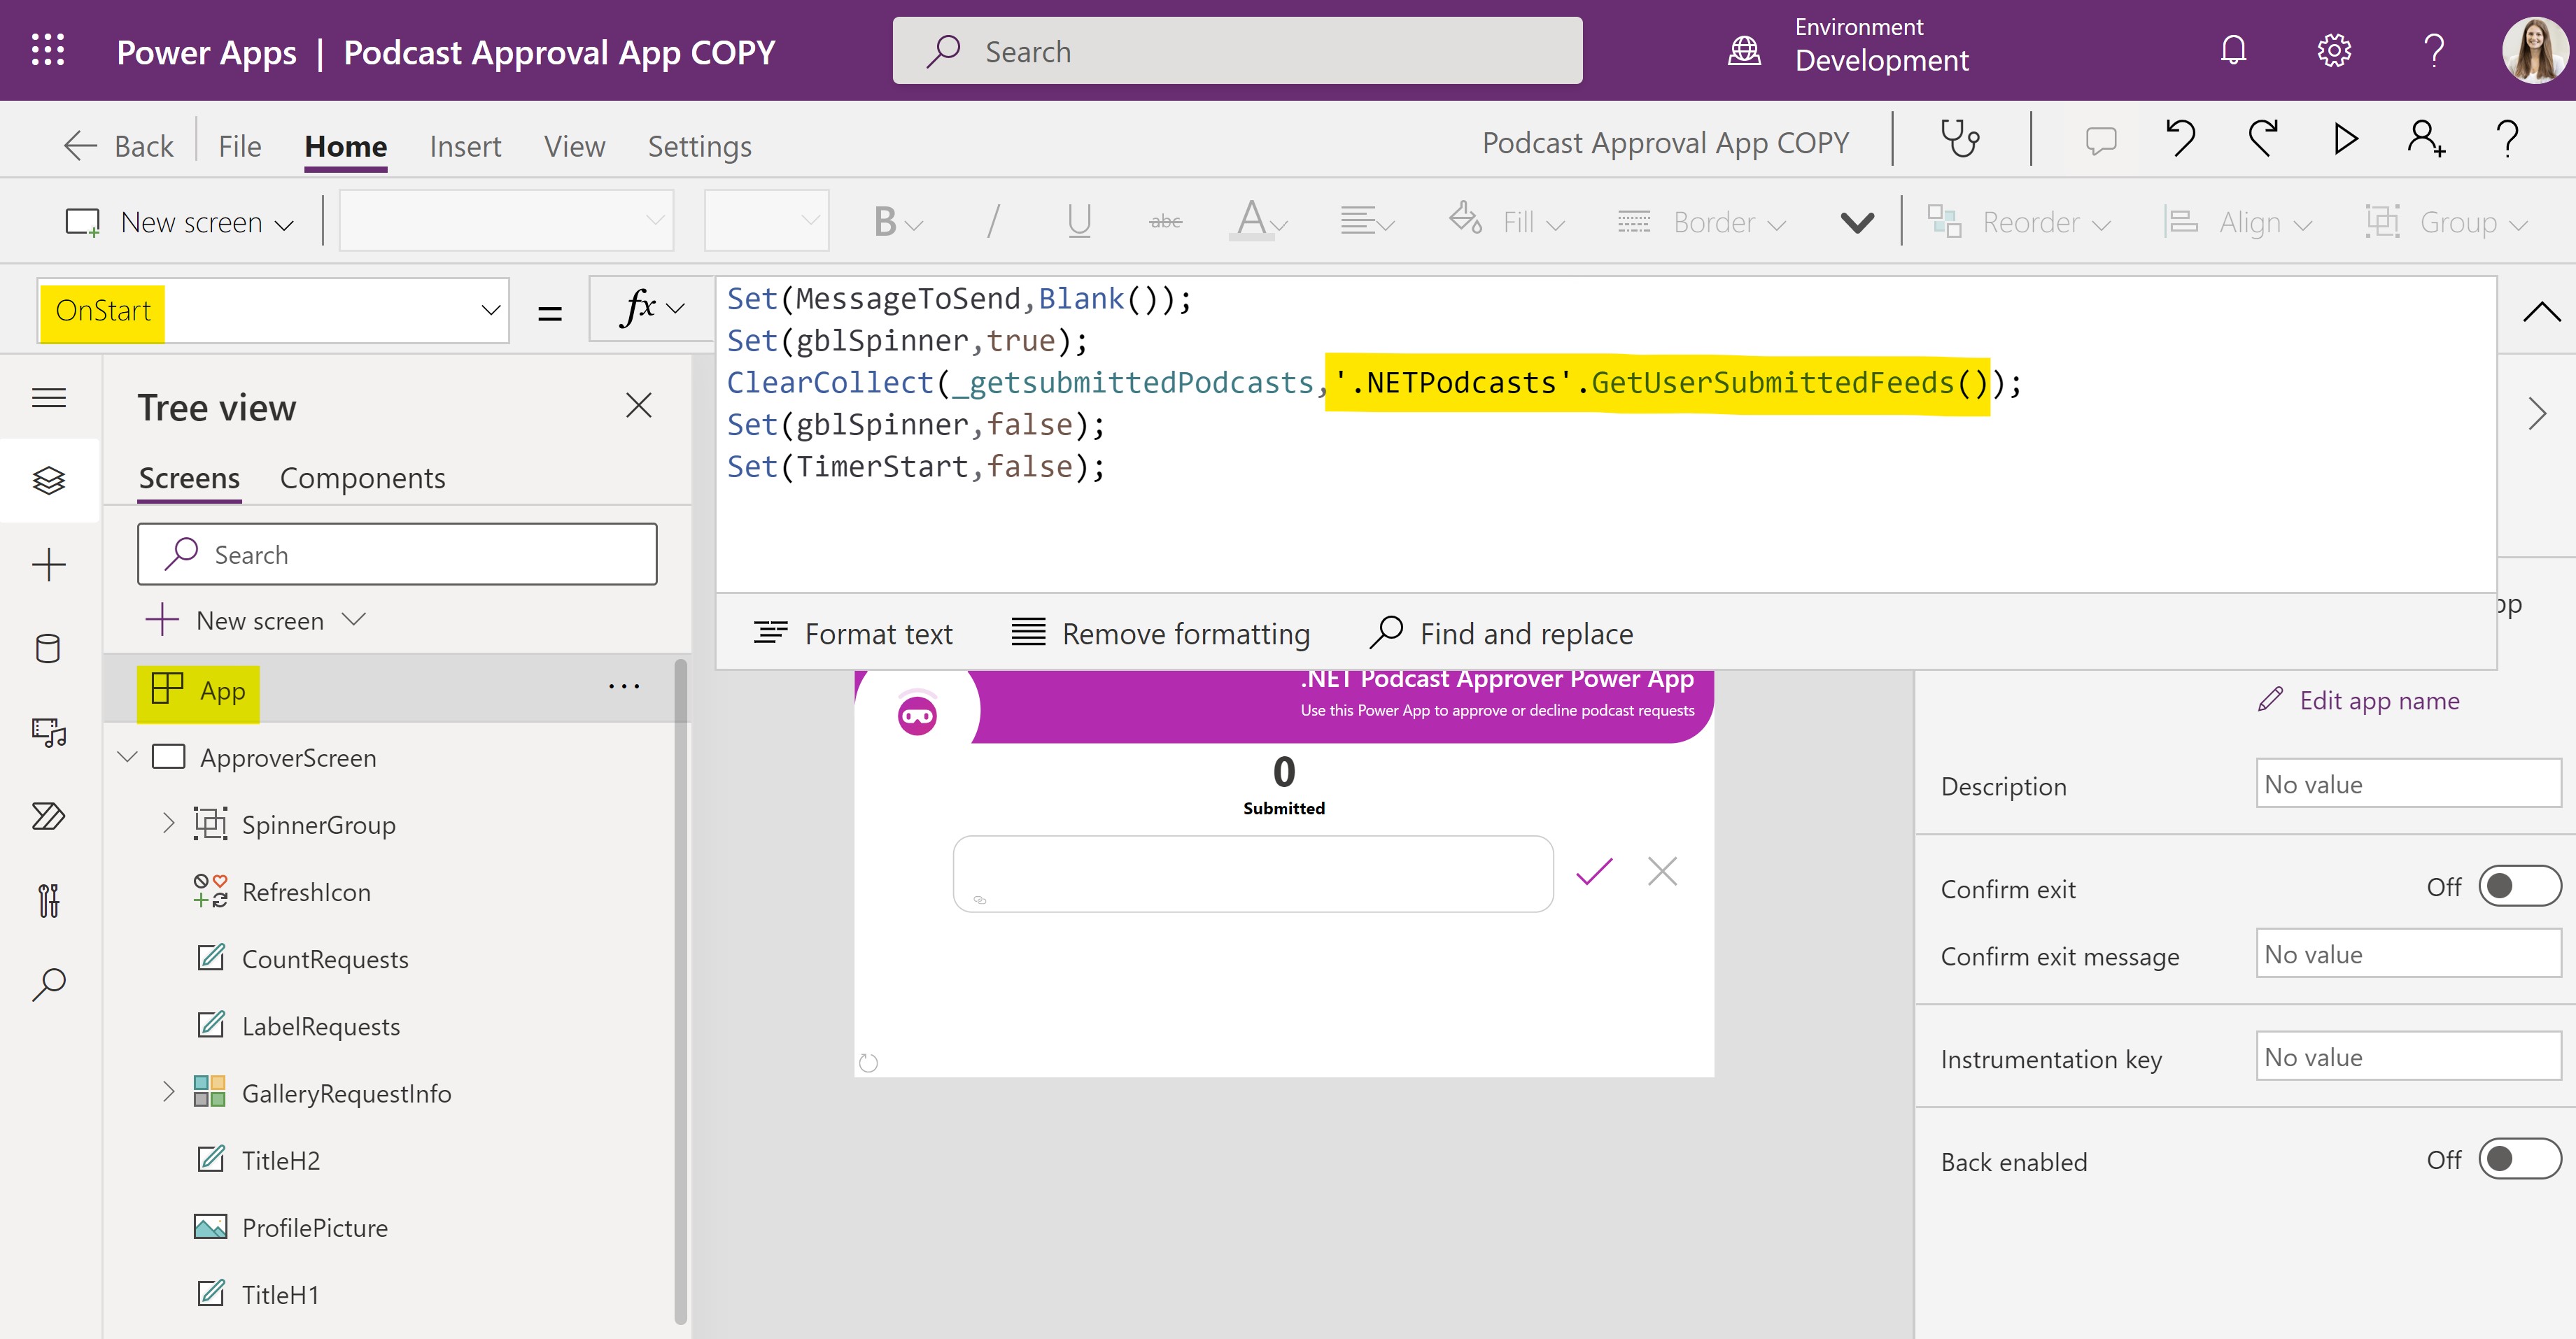 Power Apps | Podcast Approval App COPY
Search
Environment
Development
Back
File
Home
Insert
View
Settings
Podcast Approval App COPY
New screen
B
/
U
abc
A
Fill
Border
Reorder
Align
Group
OnStart
=
fx
Set(MessageToSend,Blank());
Set(gblSpinner,true);
ClearCollect(_getsubmittedPodcasts,'.NETPodcasts'.GetUserSubmittedFeeds());
Set(gblSpinner,false);
Set(TimerStart,false);
Format text
Remove formatting
Find and replace
Tree view
Screens
Components
Search
New screen
App
...
ApproverScreen
SpinnerGroup
RefreshIcon
CountRequests
LabelRequests
GalleryRequestInfo
TitleH2
ProfilePicture
TitleH1
.NET Podcast Approver Power App
Use this Power App to approve or decline podcast requests
0
Submitted
Edit app name
Description
No value
Confirm exit
Off
Confirm exit message
No value
Instrumentation key
No value
Back enabled
Off